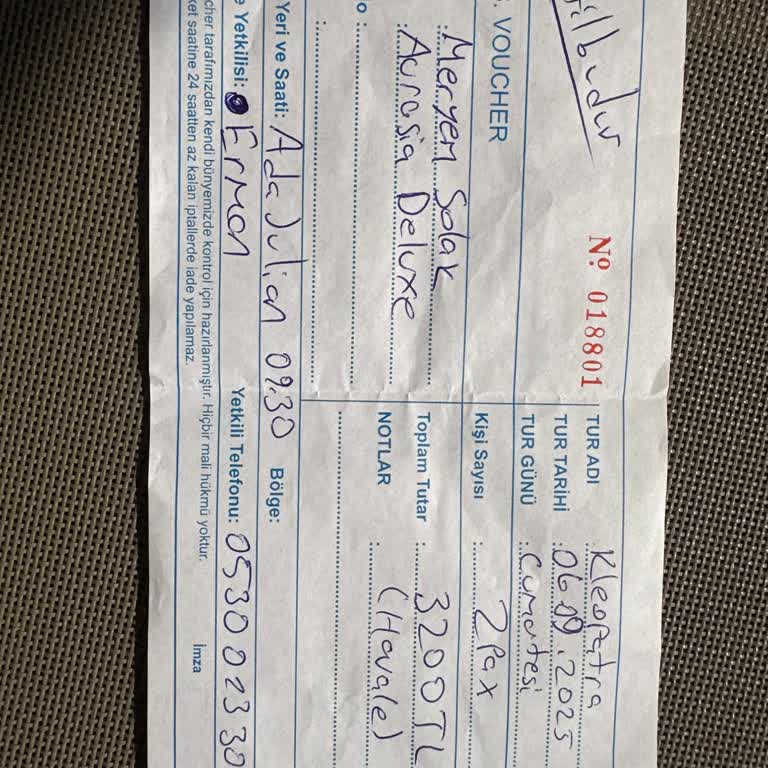 ilbudur
Nº 018801
TUR ADI : Kleopatra
TUR TARİHİ : 06.09.2025
TUR GÜNÜ : Cumartesi
VOUCHER
Kişi Sayısı : 2 Pax
Meryem Solak
Toplam Tutar : 3200 TL
Aurasia Deluxe
NOTLAR : (Havale)
o :
:
Yeri ve Saati: Ada Julian 09.30 Bölge:
e Yetkilisi: Erman Yetkili Telefonu: 0530 023 30
cher tarafımızdan kendi bünyemizde kontrol için hazırlanmıştır. Hiçbir mali hükmü yoktur. İmza
ket saatine 24 saatten az kalan iptallerde iade yapılamaz.